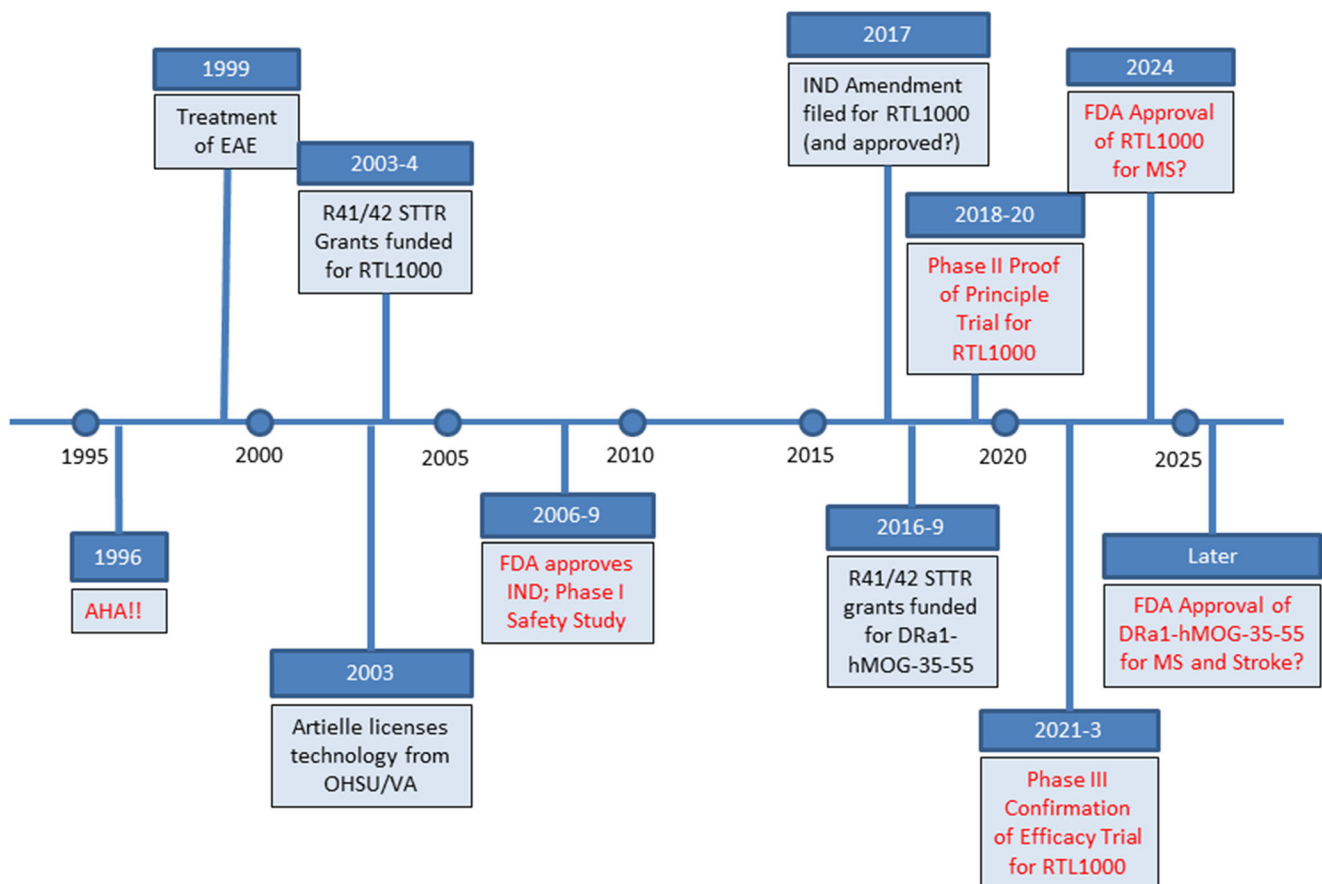 1999
Treatment
of EAE
2003-4
R41/42 STTR
Grants funded
for RTL1000
2017
IND Amendment
filed for RTL1000
(and approved?)
2018-20
Phase II Proof
of Principle
Trial for
RTL1000
2024
FDA Approval
of RTL1000
for MS?
1995
2000
2005
2010
2015
2020
2025
1996
AHA!!
2003
Artielle licenses
technology from
OHSU/VA
2006-9
FDA approves
IND; Phase I
Safety Study
2016-9
R41/42 STTR
grants funded
for DRa1-
hMOG-35-55
2021-3
Phase III
Confirmation
of Efficacy Trial
for RTL1000
Later
FDA Approval of
DRa1-hMOG-35-55
for MS and Stroke?